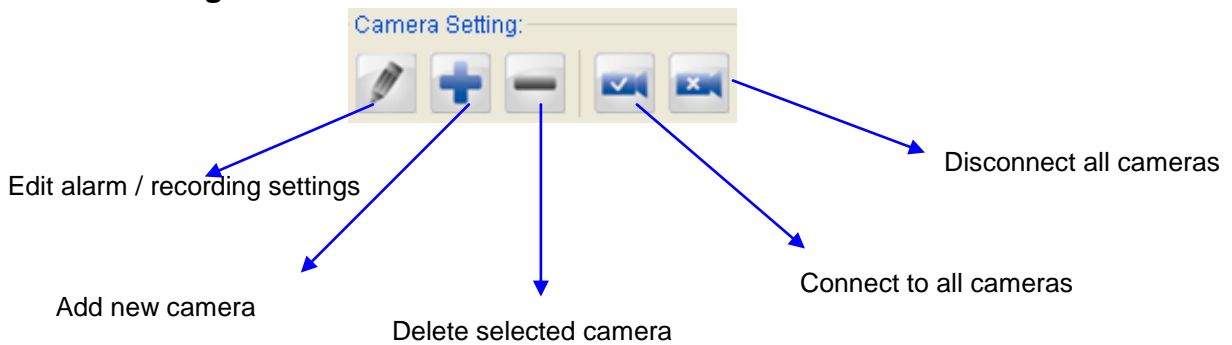 Camera Setting:
Disconnect all cameras
Edit alarm / recording settings
Connect to all cameras
Add new camera
Delete selected camera